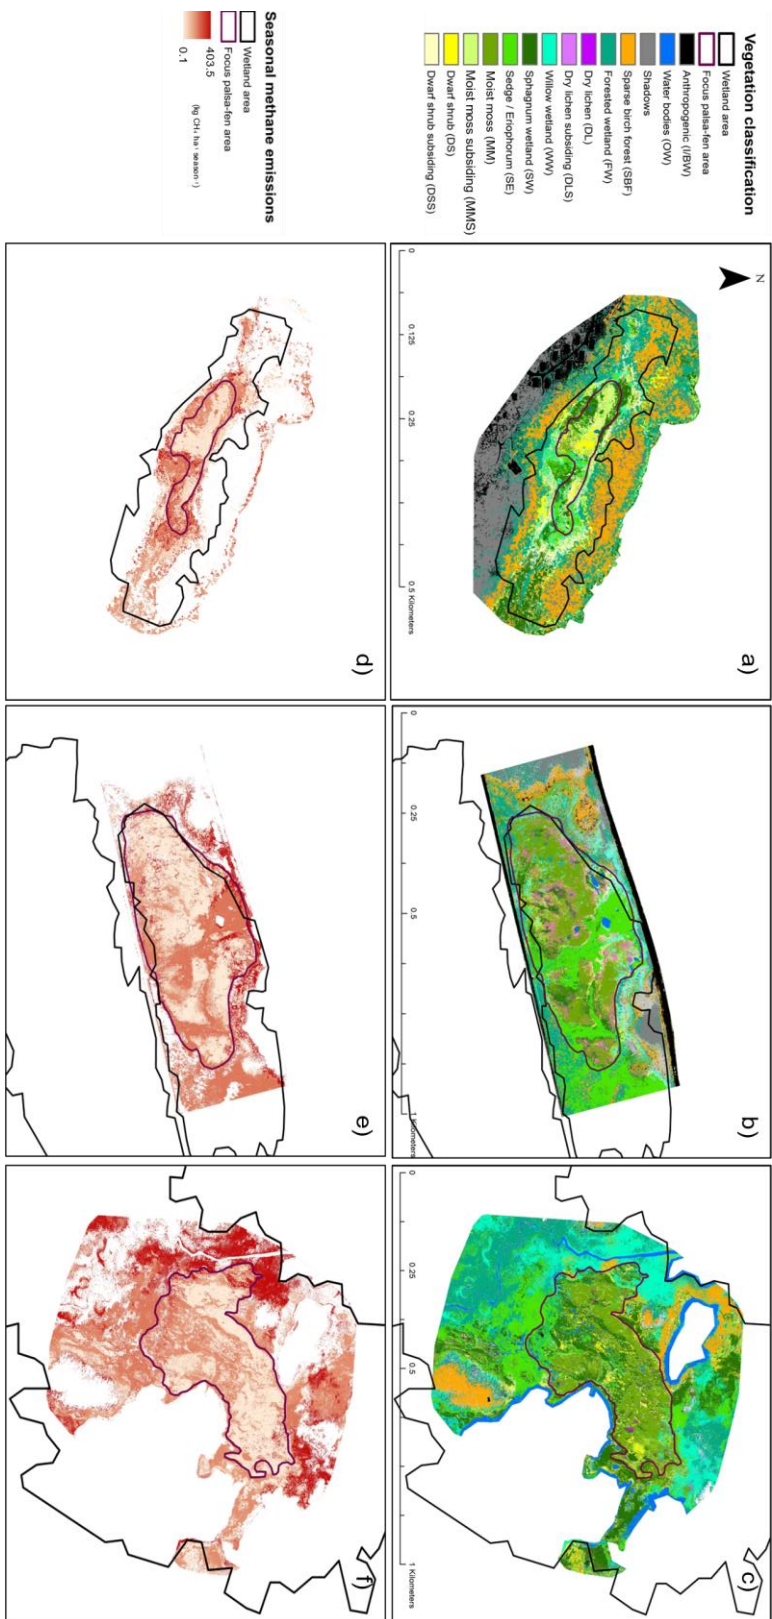 Vegetation classification
Wetland area
Focus palsa-fen area
Anthropogenic (I/BW)
Water bodies (OW)
Shadows
Sparse birch forest (SBF)
Forested wetland (FW)
Dry lichen (DL)
Dry lichen subsiding (DLS)
Willow wetland (WW)
Sphagnum wetland (SW)
Sedge / Eriophorum (SE)
Moist moss (MM)
Moist moss subsiding (MMS)
Dwarf shrub (DS)
Dwarf shrub subsiding (DSS)
N
a)
0 0.125 0.25 0.5 Kilometers
b)
0 0.25 0.5 1 Kilometers
c)
0 0.25 0.5 1 Kilometers
Seasonal methane emissions
Wetland area
Focus palsa-fen area
403.5
0.1
(kg CH₄ ha⁻¹ season⁻¹)
d)
e)
f)